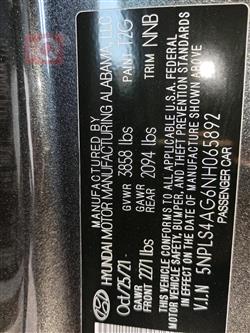 MANUFACTURED BY
HYUNDAI MOTOR MANUFACTURING ALABAMA, LLC
Oct/25/21 GVWR 3858 lbs PAINT T2G
GAWR FRONT 2271 lbs GAWR REAR 2094 lbs TRIM NNB
THIS VEHICLE CONFORMS TO ALL APPLICABLE U.S.A. FEDERAL
MOTOR VEHICLE SAFETY, BUMPER, AND THEFT PREVENTION STANDARDS
IN EFFECT ON THE DATE OF MANUFACTURE SHOWN ABOVE.
V.I.N 5NPLS4AG4NH065892
PASSENGER CAR